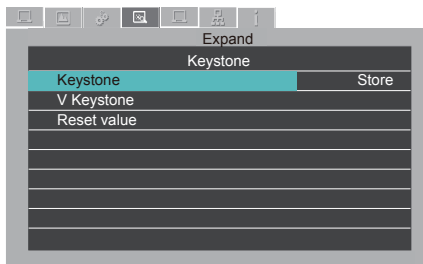 Expand
Keystone
Keystone Store
V Keystone
Reset value